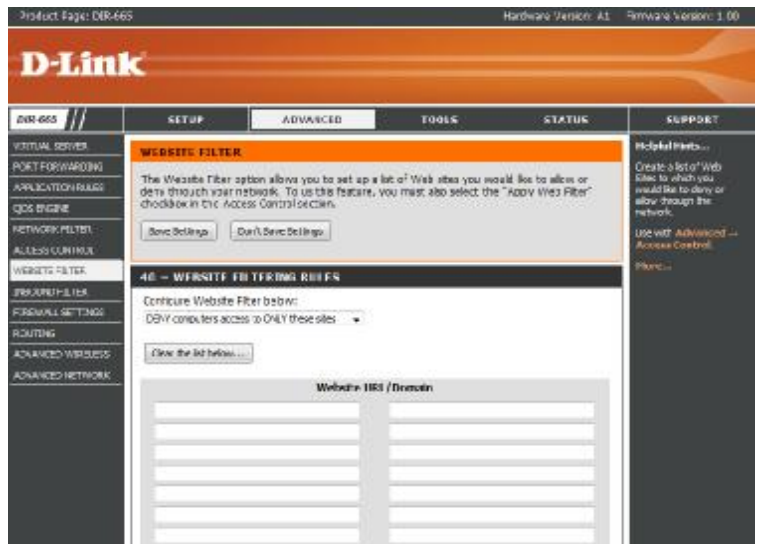 Product Page: DIR-665
Hardware Version: A1
Firmware Version: 1.00
D-Link
DIR-665
SETUP
ADVANCED
TOOLS
STATUS
SUPPORT
VIRTUAL SERVER
PORT FORWARDING
APPLICATION RULES
QOS ENGINE
NETWORK FILTER
ACCESS CONTROL
WEBSITE FILTER
INBOUND FILTER
FIREWALL SETTINGS
ROUTING
ADVANCED WIRELESS
ADVANCED NETWORK
WEBSITE FILTER
The Website Filter option allows you to set up a list of Web sites you would like to allow or
deny through your network. To us this feature, you must also select the "Apply Web Filter"
checkbox in the Access Control section.
Save Settings
Don't Save Settings
40 -- WEBSITE FILTERING RULES
Configure Website Filter below:
DENY computers access to ONLY these sites
Clear the list below...
Website URL/Domain
Helpful Hints...
Create a list of Web
Sites to which you
would like to deny or
allow through the
network.
Use with Advanced --
Access Control.
More...